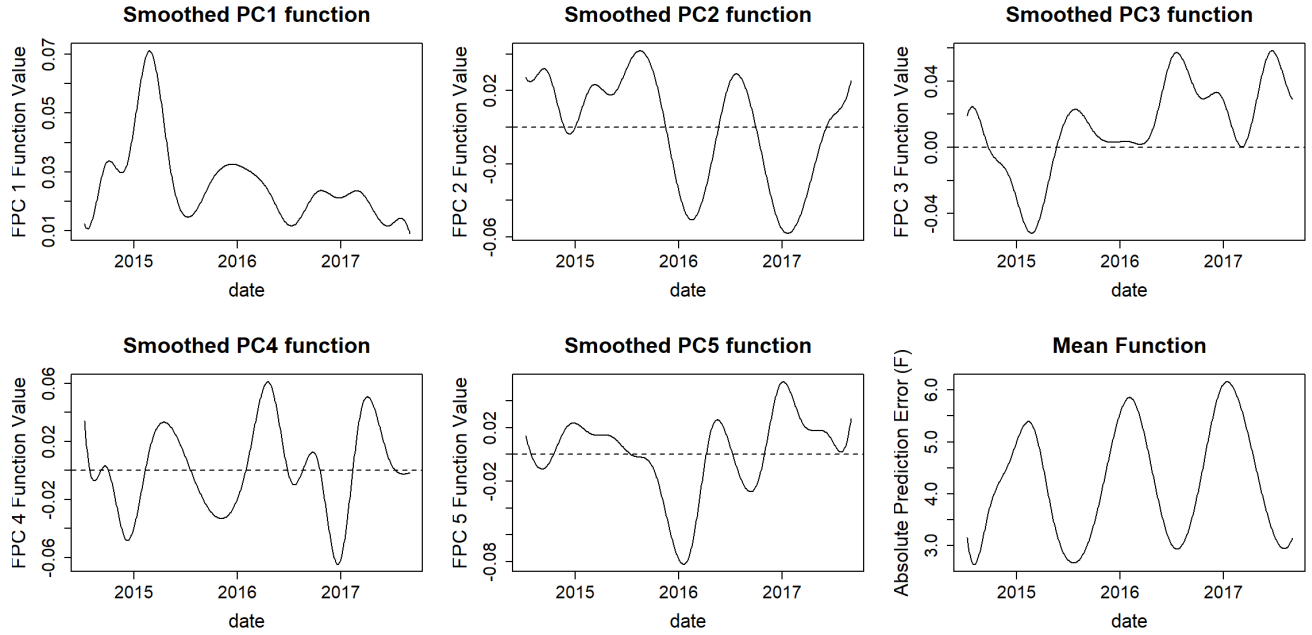 Smoothed PC1 function
FPC 1 Function Value
0.01 0.03 0.05 0.07
2015 2016 2017
date
Smoothed PC2 function
FPC 2 Function Value
-0.06 -0.02 0.02
2015 2016 2017
date
Smoothed PC3 function
FPC 3 Function Value
-0.04 0.00 0.04
2015 2016 2017
date
Smoothed PC4 function
FPC 4 Function Value
-0.06 -0.02 0.02 0.06
2015 2016 2017
date
Smoothed PC5 function
FPC 5 Function Value
-0.08 -0.02 0.02
2015 2016 2017
date
Mean Function
Absolute Prediction Error (F)
3.0 4.0 5.0 6.0
2015 2016 2017
date